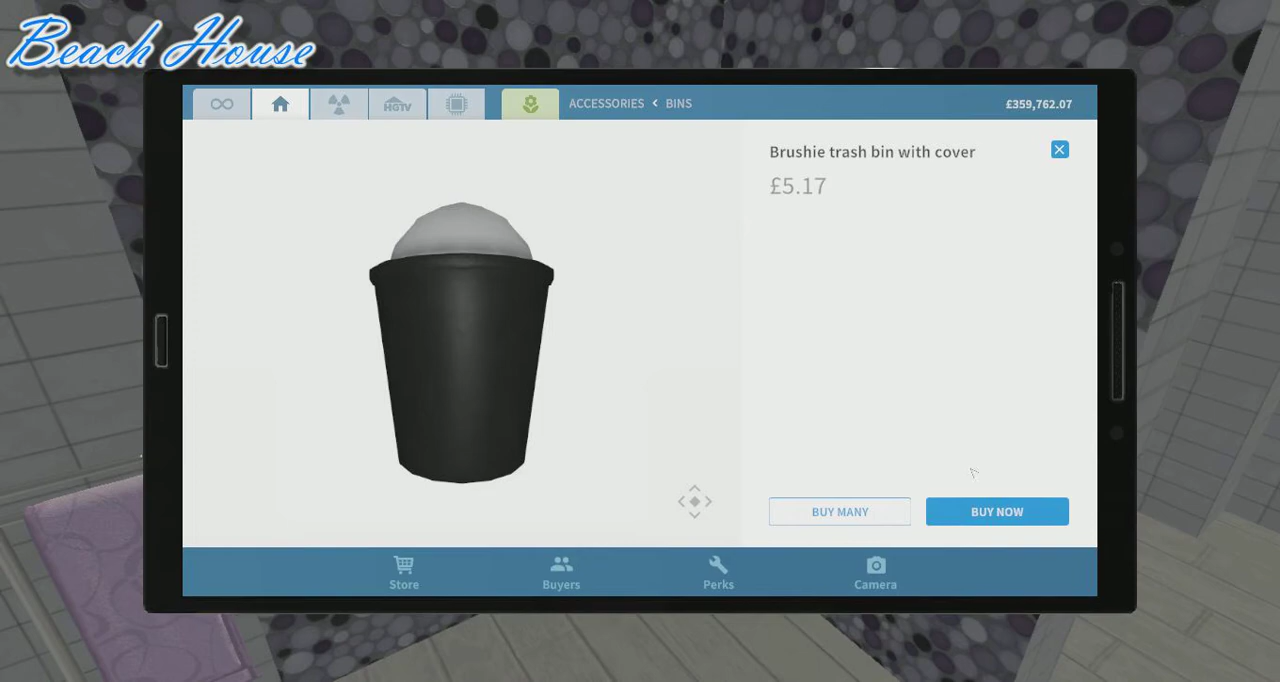 Beach House
HGTV
ACCESSORIES < BINS
£359,762.07
Brushie trash bin with cover
£5.17
BUY MANY
BUY NOW
Store
Buyers
Perks
Camera